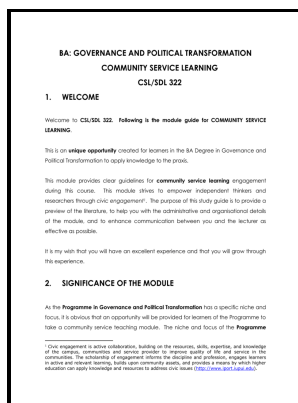 BA: GOVERNANCE AND POLITICAL TRANSFORMATION
COMMUNITY SERVICE LEARNING
CSL/SDL 322
1. WELCOME
Welcome to CSL/SDL 322. Following is the module guide for COMMUNITY SERVICE
LEARNING.
This is an unique opportunity created for learners in the BA Degree in Governance and
Political Transformation to apply knowledge to the praxis.
This module provides clear guidelines for community service learning engagement
during this course. This module strives to empower independent thinkers and
researchers through civic engagement¹. The purpose of this study guide is to provide a
preview of the literature, to help you with the administrative and organisational details
of the module, and to enhance communication between you and the lecturer as
effective as possible.
It is my wish that you will have an excellent experience and that you will grow through
this experience.
2. SIGNIFICANCE OF THE MODULE
As the Programme in Governance and Political Transformation has a specific niche and
focus, it is obvious that an opportunity will be provided for learners of the Programme to
take a community service teaching module. The niche and focus of the Programme
¹ Civic engagement is active collaboration, building on the resources, skills, expertise, and knowledge
of the campus, communities and service provider to improve quality of life and service in the
communities. The scholarship of engagement informs the discipline and profession, engages learners
in active and relevant learning, builds upon community assets, and provides a means by which higher
education can apply knowledge and resources to address civic issues (http://www.iport.iupui.edu).